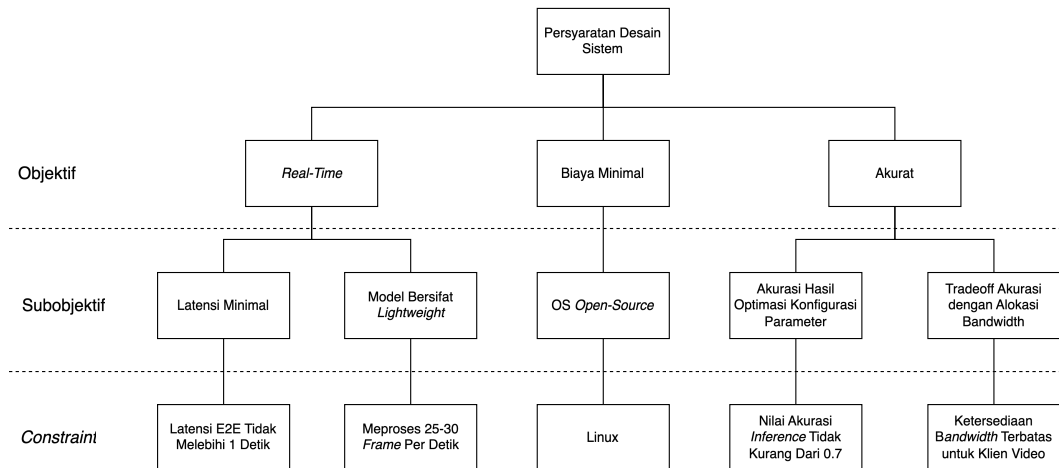 Persyaratan Desain
Sistem
Objektif
Real-Time
Biaya Minimal
Akurat
Subobjektif
Latensi Minimal
Model Bersifat
Lightweight
OS Open-Source
Akurasi Hasil
Optimasi Konfigurasi
Parameter
Tradeoff Akurasi
dengan Alokasi
Bandwidth
Constraint
Latensi E2E Tidak
Melebihi 1 Detik
Meproses 25-30
Frame Per Detik
Linux
Nilai Akurasi
Inference Tidak
Kurang Dari 0.7
Ketersediaan
Bandwidth Terbatas
untuk Klien Video